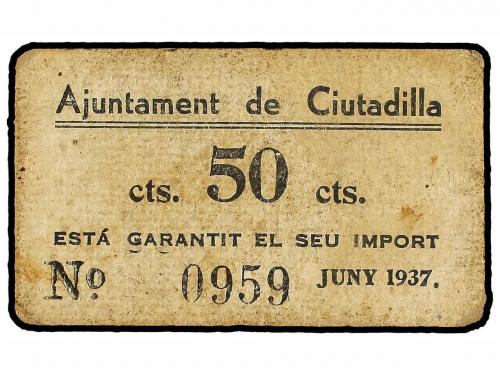 Ajuntament de Ciutadilla
cts. 50 cts.
ESTÁ GARANTIT EL SEU IMPORT
Nº 0959 JUNY 1937.